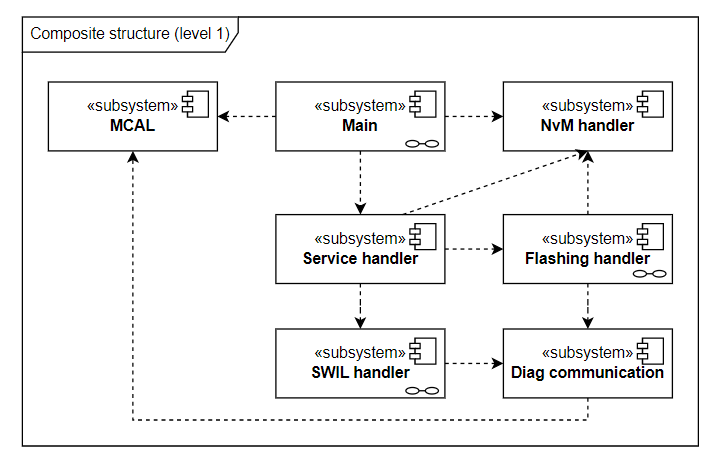 Composite structure (level 1)
«subsystem»
MCAL
«subsystem»
Main
«subsystem»
NvM handler
«subsystem»
Service handler
«subsystem»
Flashing handler
«subsystem»
SWIL handler
«subsystem»
Diag communication